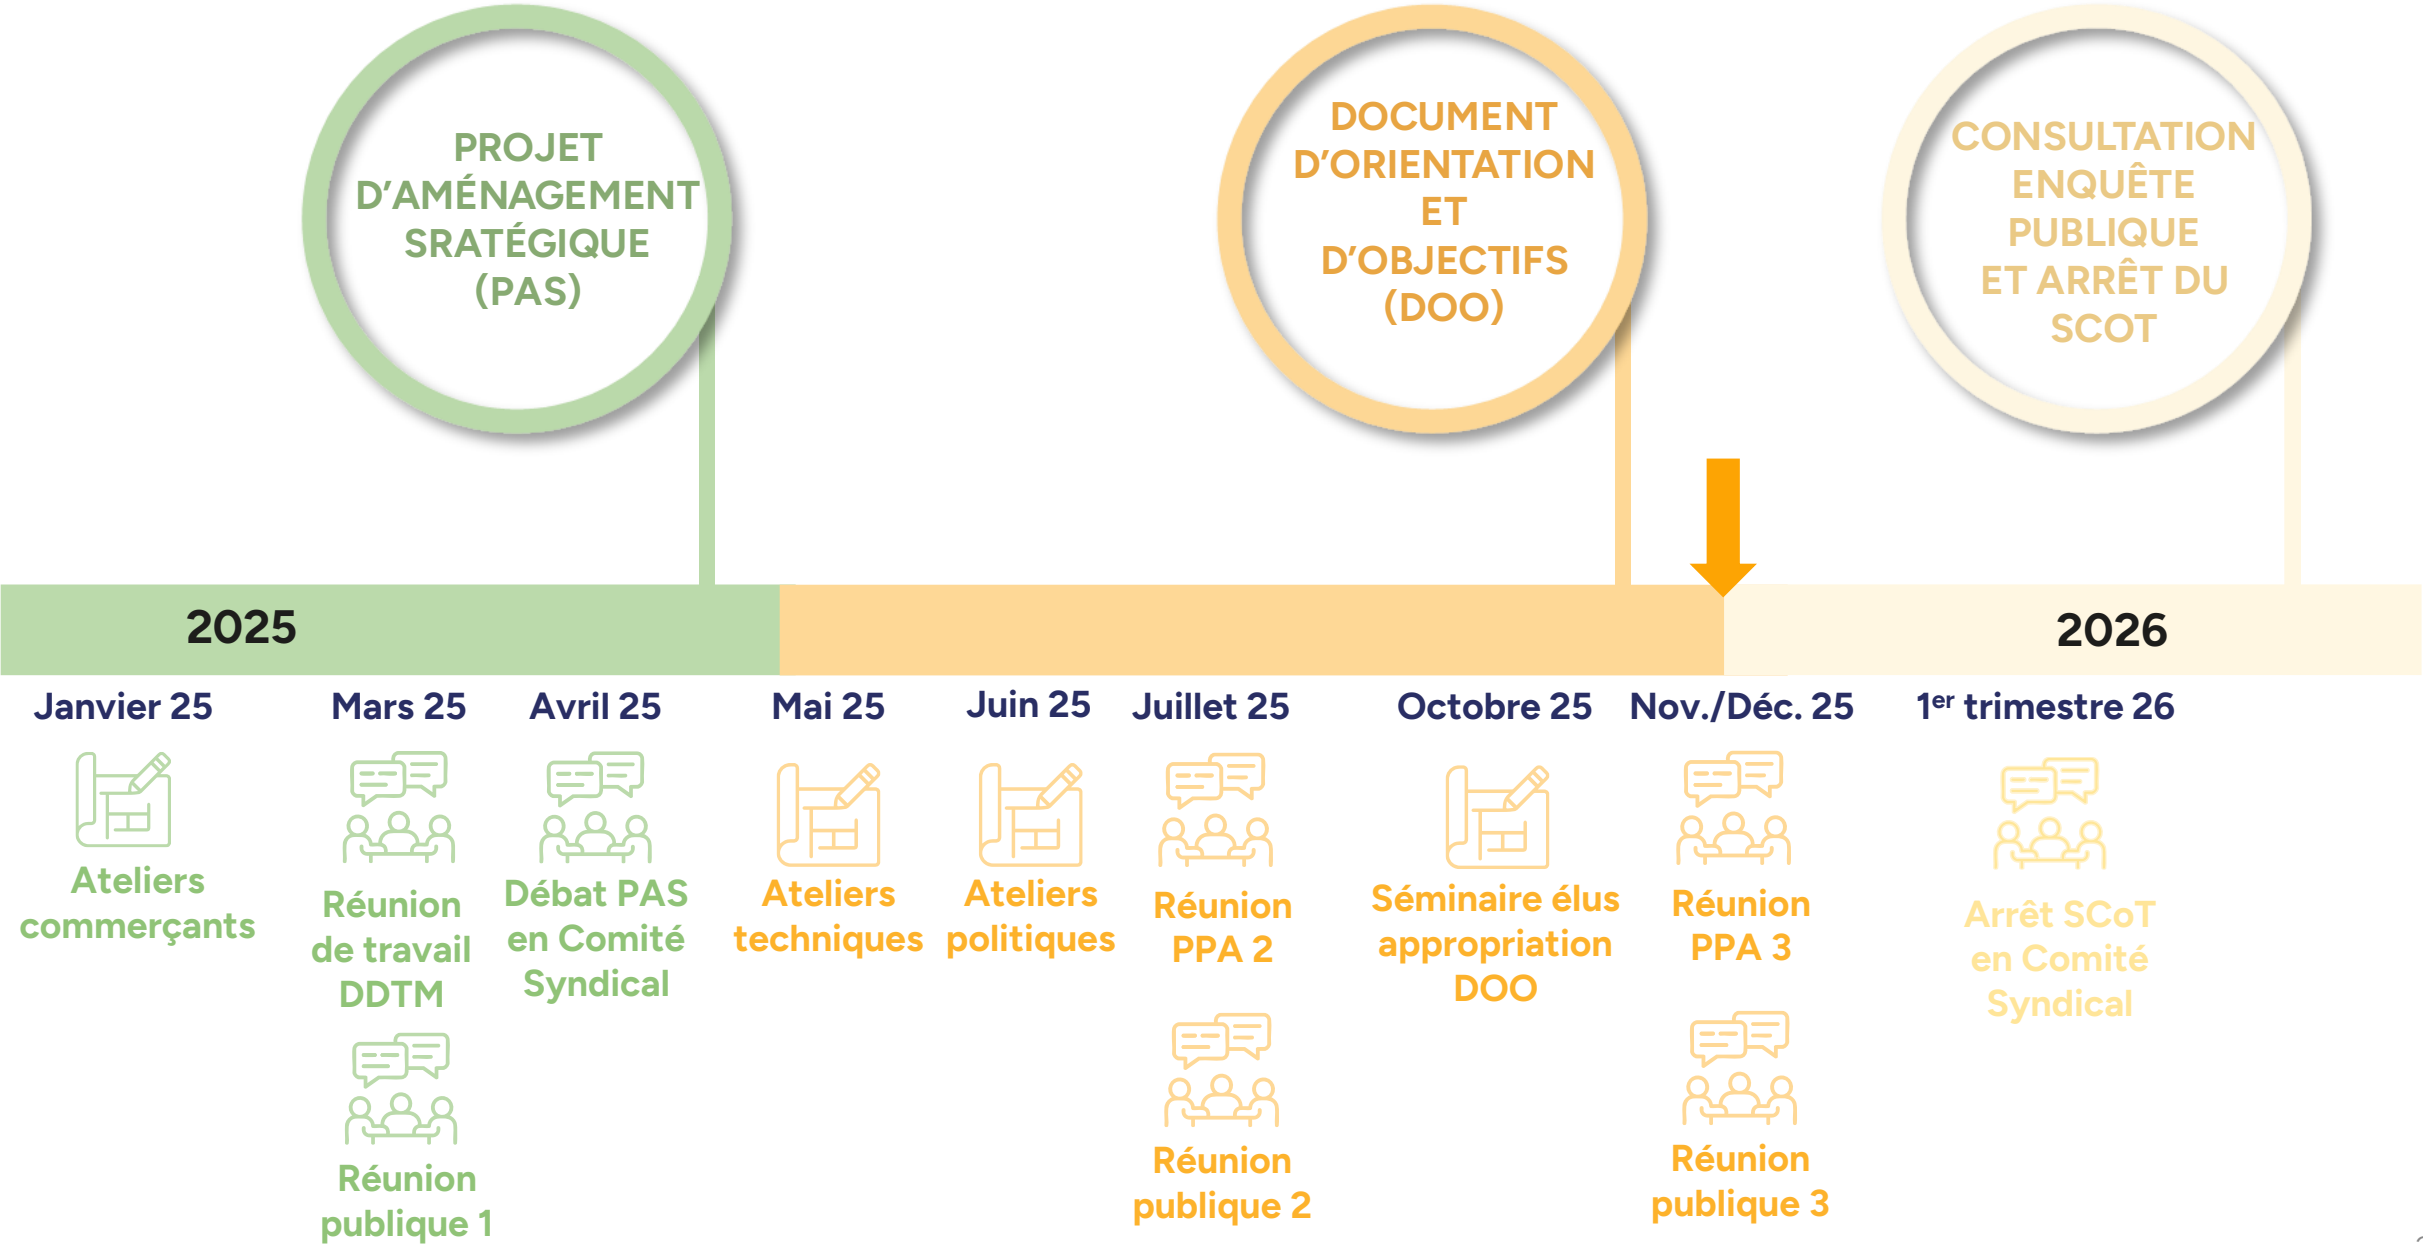 PROJET
D’AMÉNAGEMENT
SRATÉGIQUE
(PAS)
DOCUMENT
D’ORIENTATION
ET
D’OBJECTIFS
(DOO)
CONSULTATION
ENQUÊTE
PUBLIQUE
ET ARRÊT DU
SCOT
2025
2026
Janvier 25
Ateliers
commerçants
Mars 25
Réunion
de travail
DDTM
Réunion
publique 1
Avril 25
Débat PAS
en Comité
Syndical
Mai 25
Ateliers
techniques
Juin 25
Ateliers
politiques
Juillet 25
Réunion
PPA 2
Réunion
publique 2
Octobre 25
Séminaire élus
appropriation
DOO
Nov./Déc. 25
Réunion
PPA 3
Réunion
publique 3
1er trimestre 26
Arrêt SCoT
en Comité
Syndical